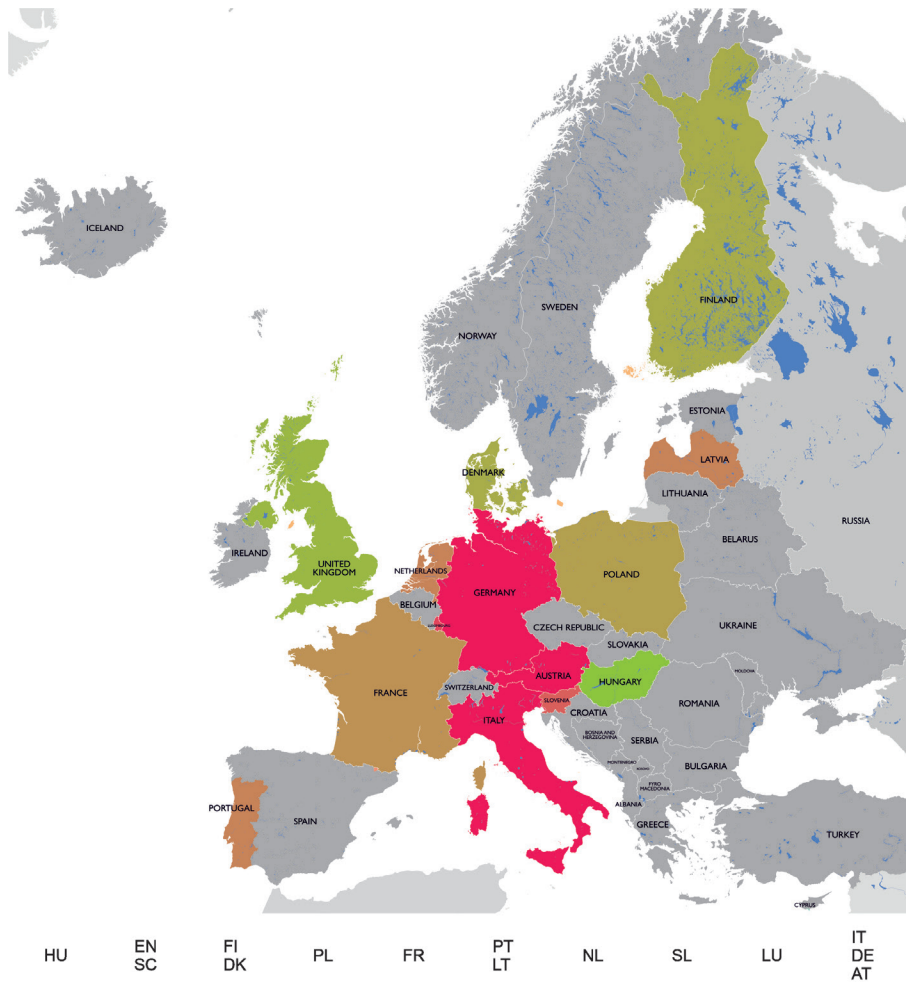 ICELAND
FINLAND
SWEDEN
NORWAY
ESTONIA
LATVIA
DENMARK
LITHUANIA
RUSSIA
BELARUS
IRELAND
UNITED
KINGDOM
NETHERLANDS
POLAND
GERMANY
BELGIUM
LUXEMBOURG
CZECH REPUBLIC
UKRAINE
SLOVAKIA
MOLDOVA
AUSTRIA
HUNGARY
SWITZERLAND
FRANCE
SLOVENIA
ROMANIA
CROATIA
ITALY
BOSNIA AND
HERZEGOVINA
SERBIA
MONTENEGRO
KOSOVO
BULGARIA
FYRO
MACEDONIA
ALBANIA
PORTUGAL
SPAIN
GREECE
TURKEY
CYPRUS
HU
EN
SC
FI
DK
PL
FR
PT
LT
NL
SL
LU
IT
DE
AT